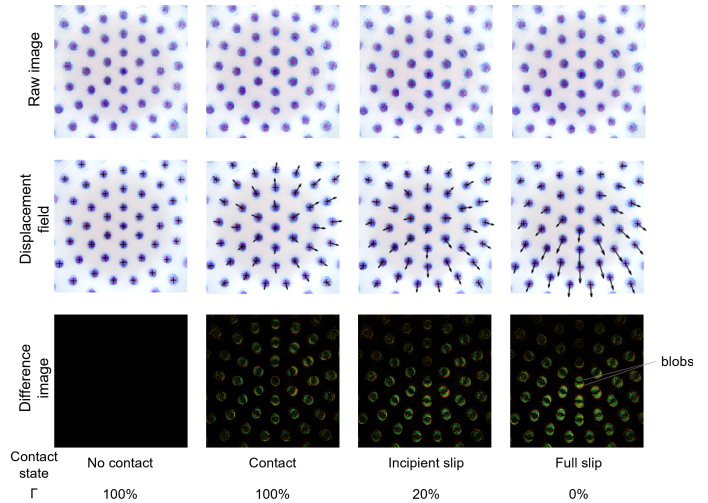 Raw image
Displacement
field
Difference
image
blobs
Contact
state
No contact
Contact
Incipient slip
Full slip
Γ
100%
100%
20%
0%